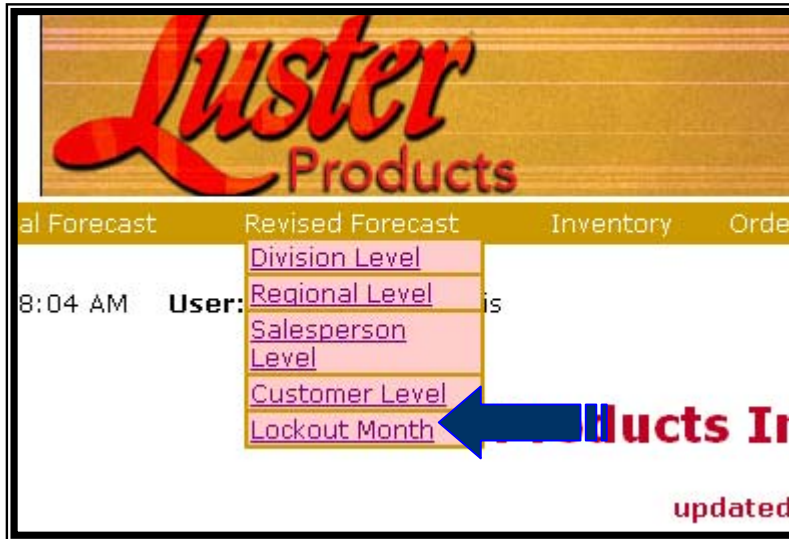 Luster
Products
al Forecast Revised Forecast Inventory Orde
Division Level
8:04 AM User: Regional Level is
Salesperson
Level
Customer Level
Lockout Month
ducts In
updated